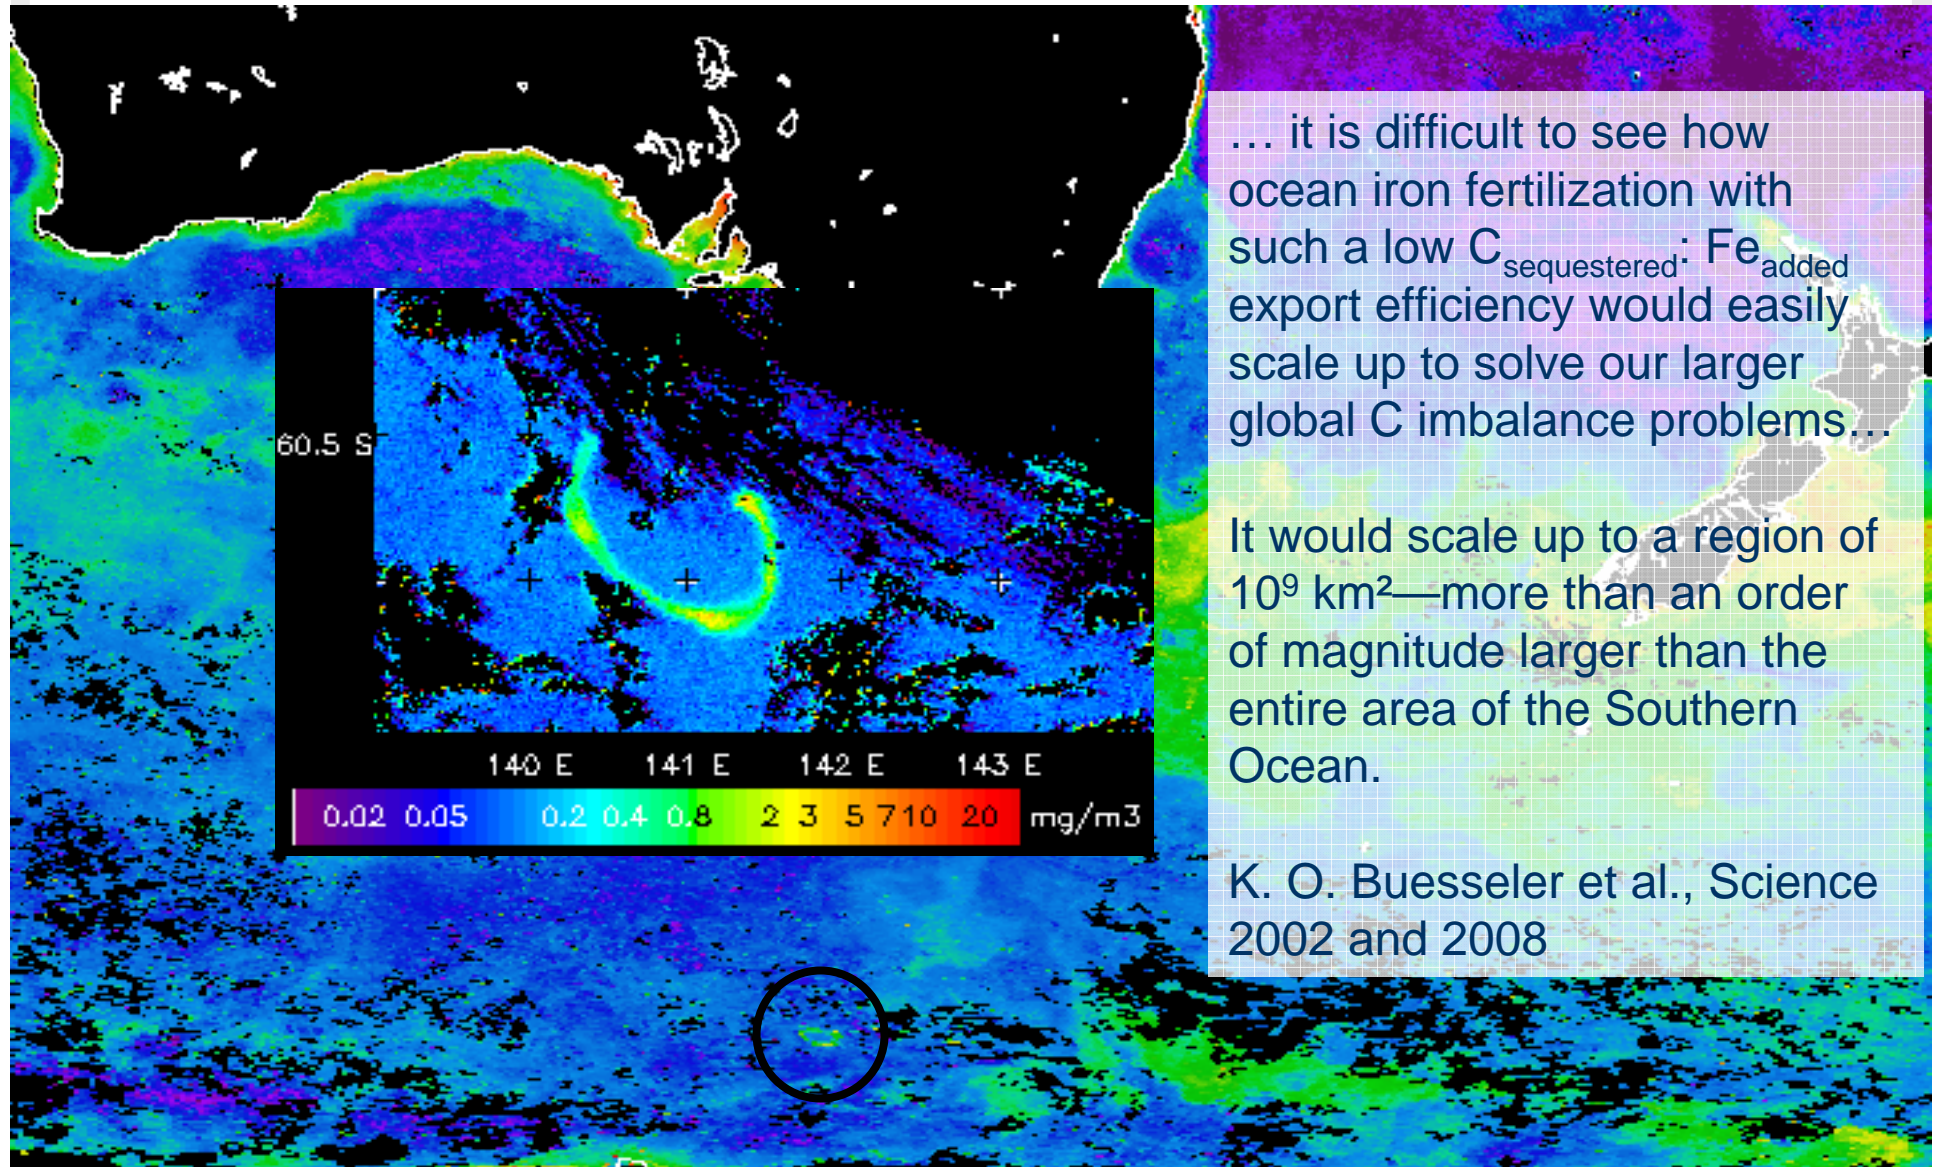 … it is difficult to see how
ocean iron fertilization with
such a low Csequestered: Feadded
export efficiency would easily
scale up to solve our larger
global C imbalance problems…
It would scale up to a region of
10⁹ km²—more than an order
of magnitude larger than the
entire area of the Southern
Ocean.
K. O. Buesseler et al., Science
2002 and 2008
60.5 S
140 E 141 E 142 E 143 E
0.02 0.05 0.2 0.4 0.8 2 3 5 7 10 20 mg/m3